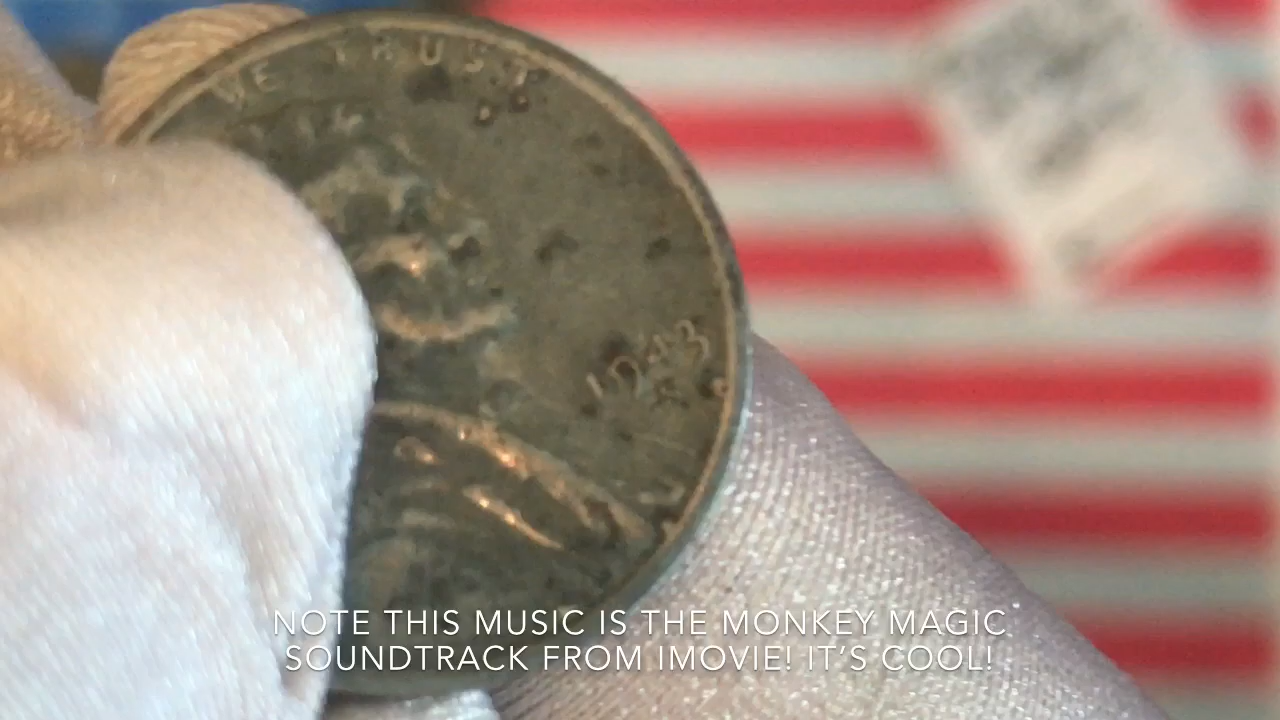 WE TRUST
1943
NOTE THIS MUSIC IS THE MONKEY MAGIC
SOUNDTRACK FROM IMOVIE! IT'S COOL!